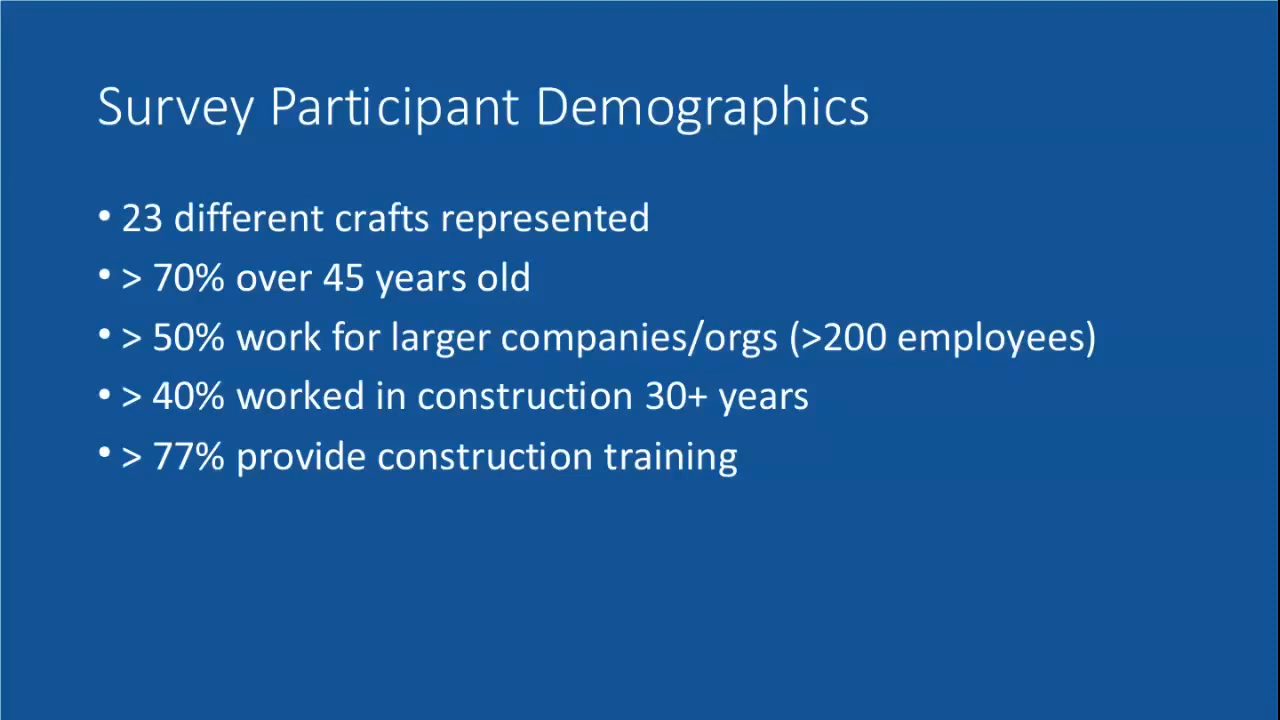 Survey Participant Demographics
• 23 different crafts represented
• > 70% over 45 years old
• > 50% work for larger companies/orgs (>200 employees)
• > 40% worked in construction 30+ years
• > 77% provide construction training